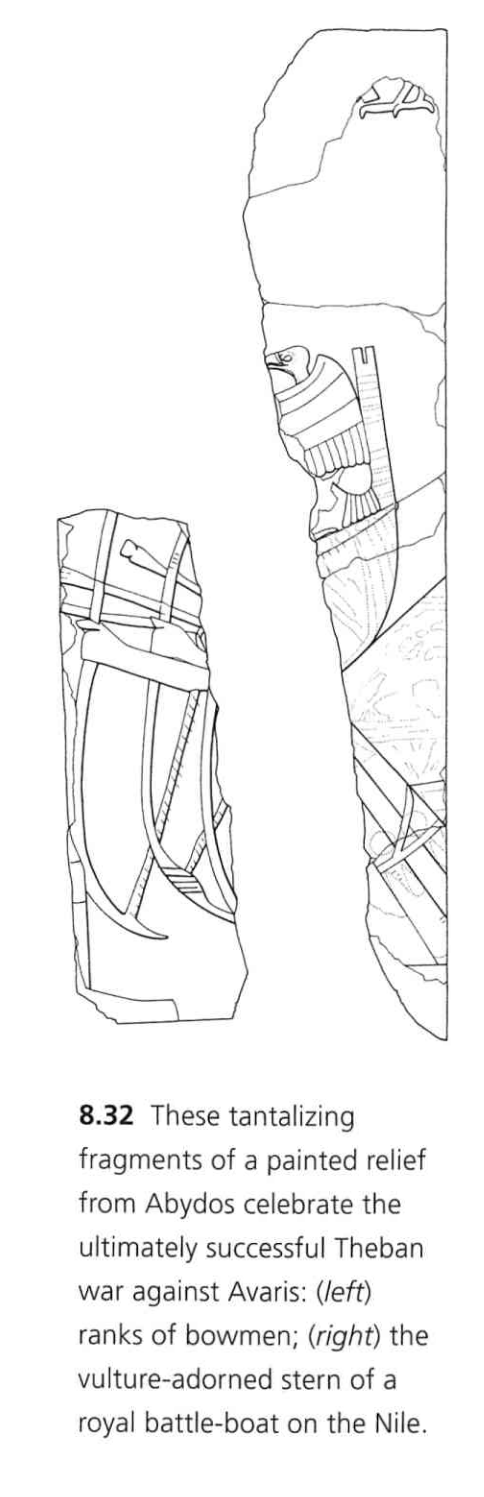 8.32 These tantalizing
fragments of a painted relief
from Abydos celebrate the
ultimately successful Theban
war against Avaris: (left)
ranks of bowmen; (right) the
vulture-adorned stern of a
royal battle-boat on the Nile.